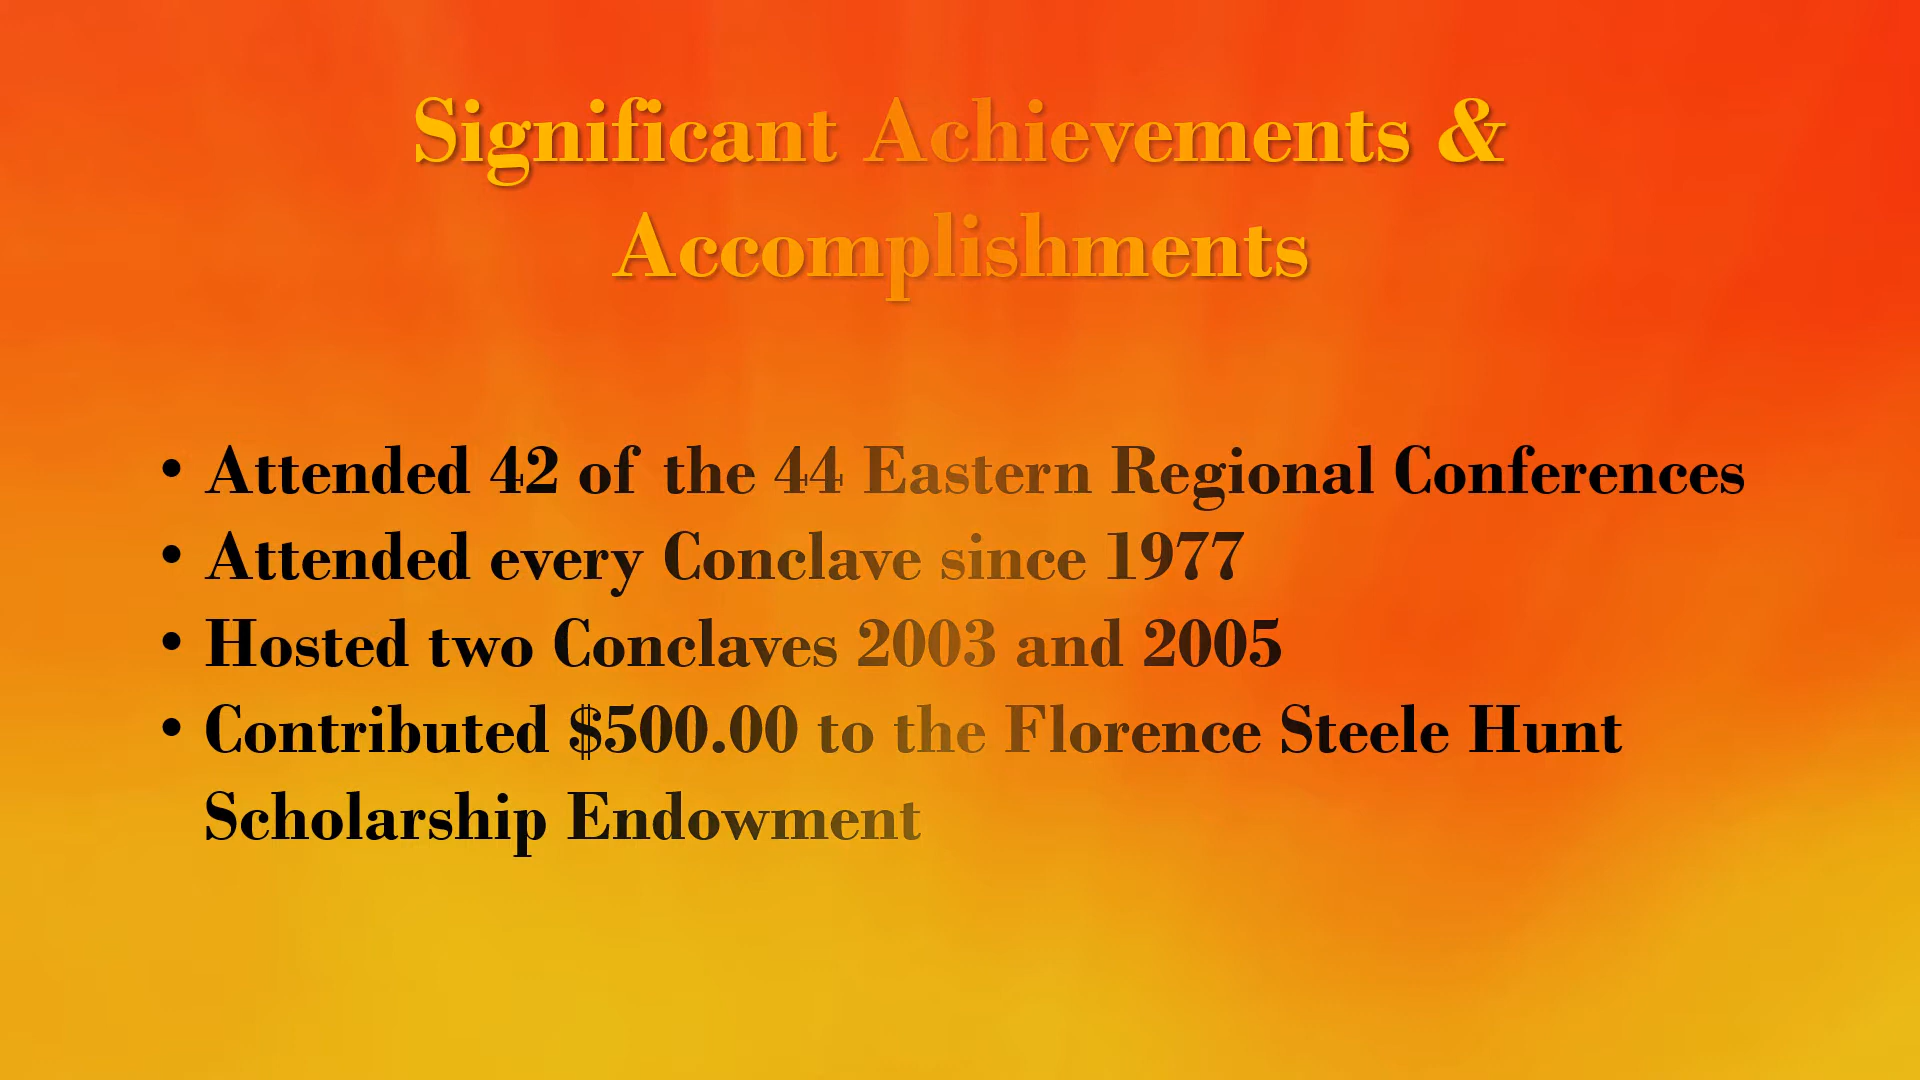 Significant Achievements &
Accomplishments
• Attended 42 of the 44 Eastern Regional Conferences
• Attended every Conclave since 1977
• Hosted two Conclaves 2003 and 2005
• Contributed $500.00 to the Florence Steele Hunt
Scholarship Endowment